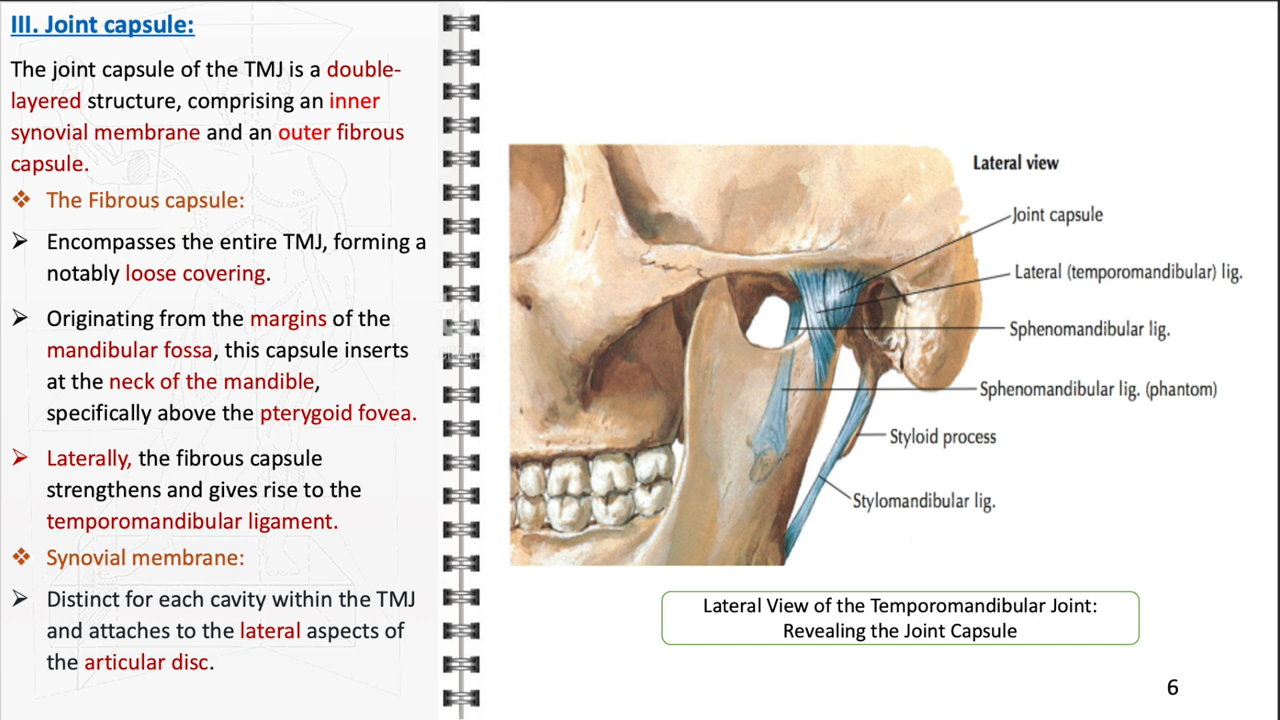 III. Joint capsule:
The joint capsule of the TMJ is a double-
layered structure, comprising an inner
synovial membrane and an outer fibrous
capsule.
❖ The Fibrous capsule:
➢ Encompasses the entire TMJ, forming a
notably loose covering.
➢ Originating from the margins of the
mandibular fossa, this capsule inserts
at the neck of the mandible,
specifically above the pterygoid fovea.
➢ Laterally, the fibrous capsule
strengthens and gives rise to the
temporomandibular ligament.
❖ Synovial membrane:
➢ Distinct for each cavity within the TMJ
and attaches to the lateral aspects of
the articular disc.
Lateral view
Joint capsule
Lateral (temporomandibular) lig.
Sphenomandibular lig.
Sphenomandibular lig. (phantom)
Styloid process
Stylomandibular lig.
Lateral View of the Temporomandibular Joint:
Revealing the Joint Capsule
6